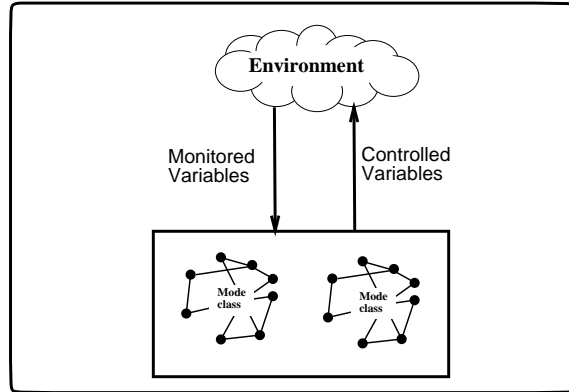 Environment
Monitored
Variables
Controlled
Variables
Mode
class
Mode
class